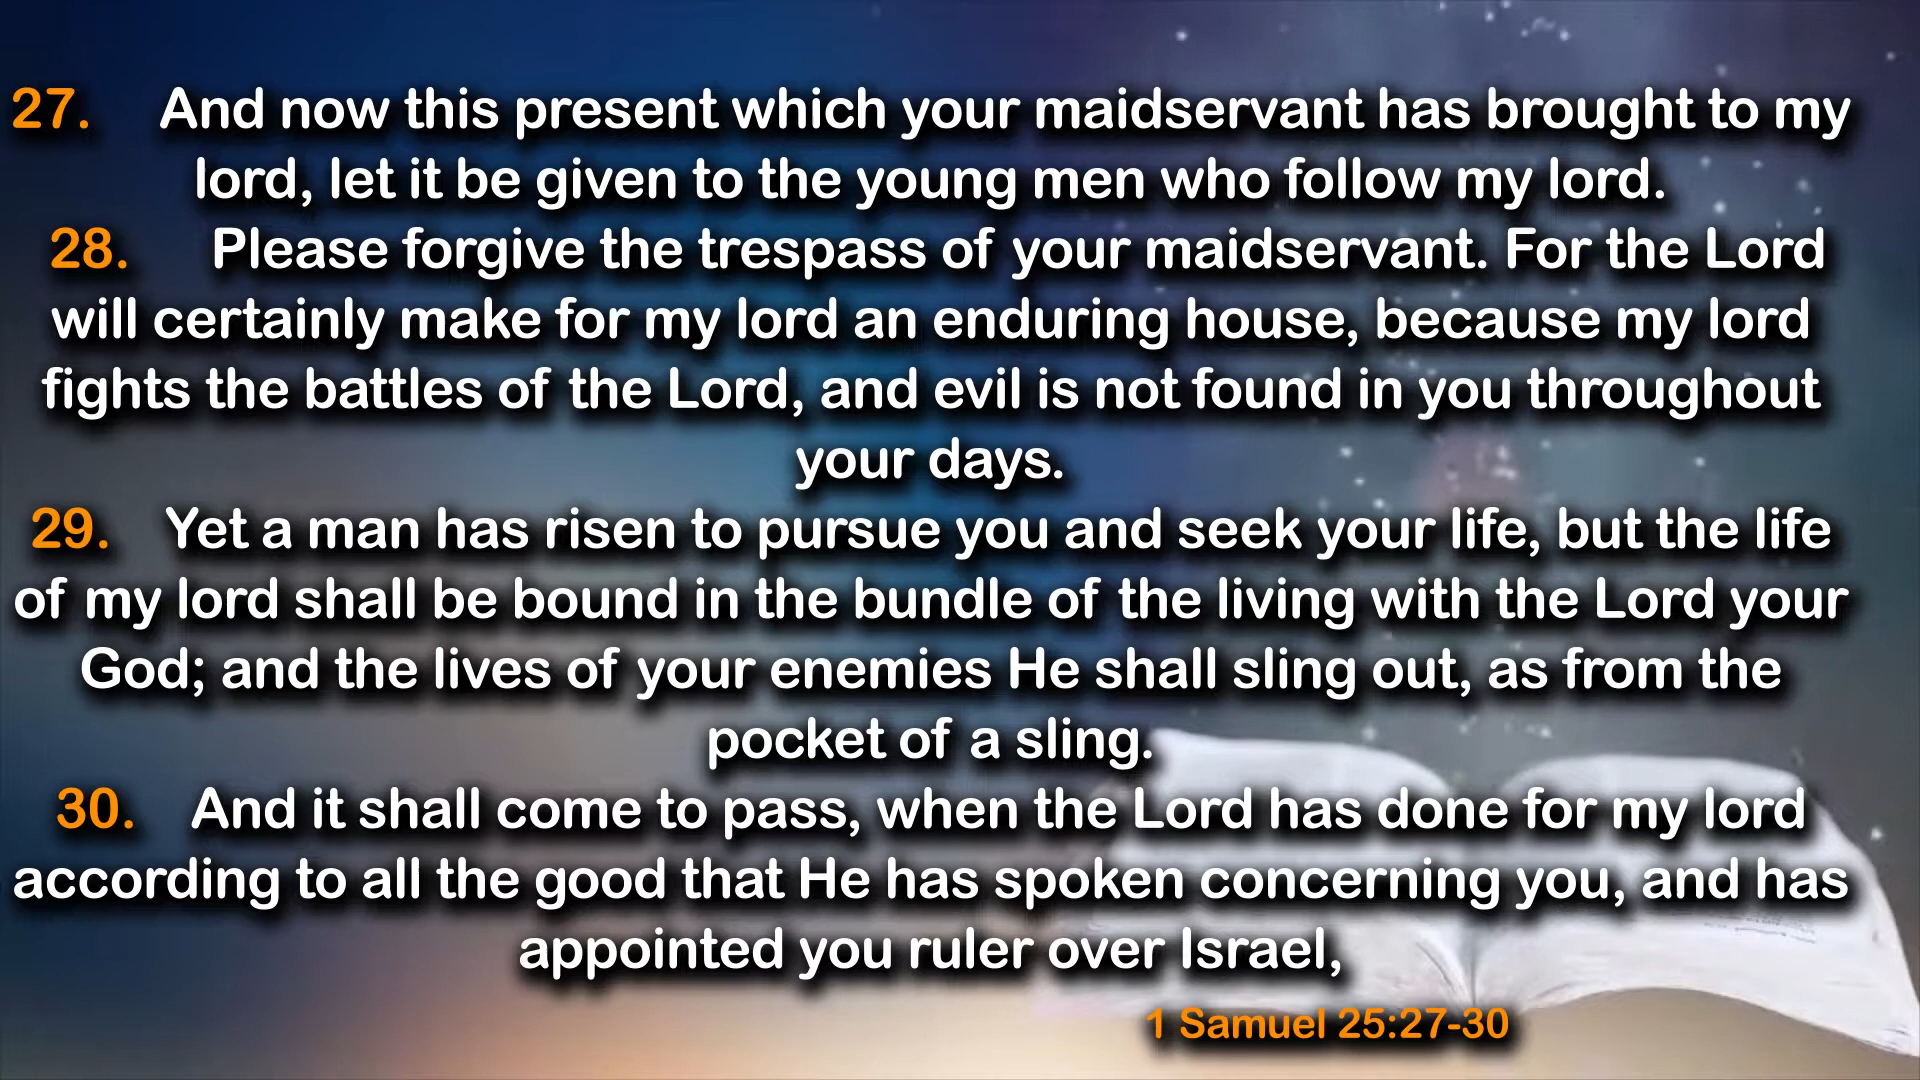 27. And now this present which your maidservant has brought to my
lord, let it be given to the young men who follow my lord.
28. Please forgive the trespass of your maidservant. For the Lord
will certainly make for my lord an enduring house, because my lord
fights the battles of the Lord, and evil is not found in you throughout
your days.
29. Yet a man has risen to pursue you and seek your life, but the life
of my lord shall be bound in the bundle of the living with the Lord your
God; and the lives of your enemies He shall sling out, as from the
pocket of a sling.
30. And it shall come to pass, when the Lord has done for my lord
according to all the good that He has spoken concerning you, and has
appointed you ruler over Israel,
1 Samuel 25:27-30